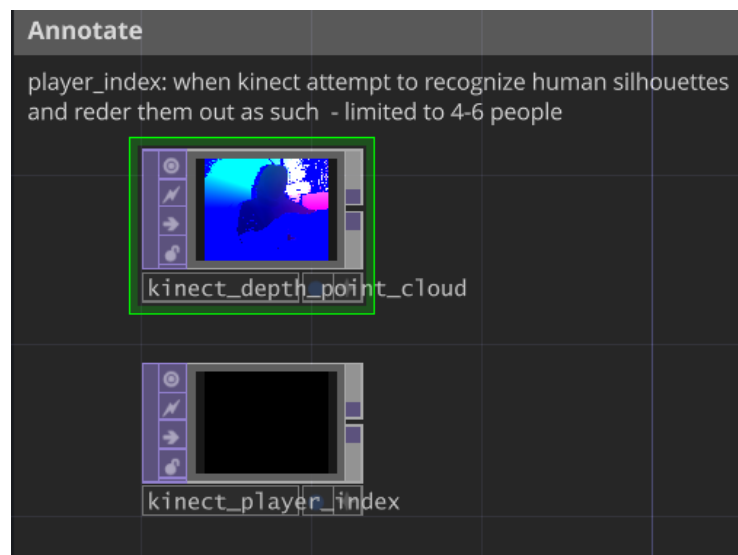 Annotate
player_index: when kinect attempt to recognize human silhouettes
and reder them out as such - limited to 4-6 people
kinect_depth_point_cloud
kinect_player_index